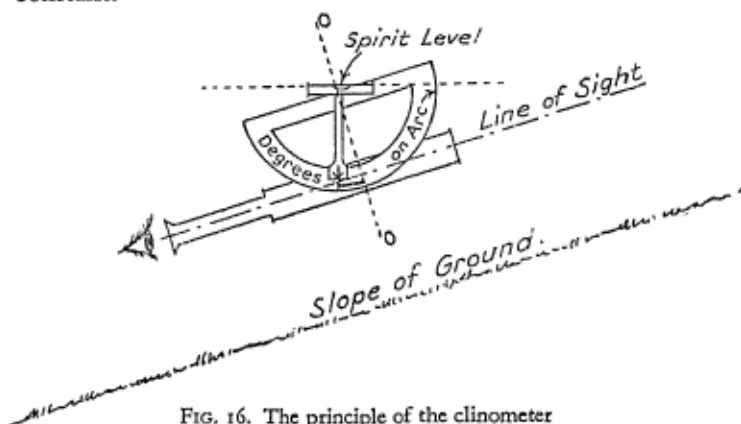 O
Spirit Level
Line of Sight
Degrees on Arc
O
Slope of Ground.
FIG. 16. The principle of the clinometer